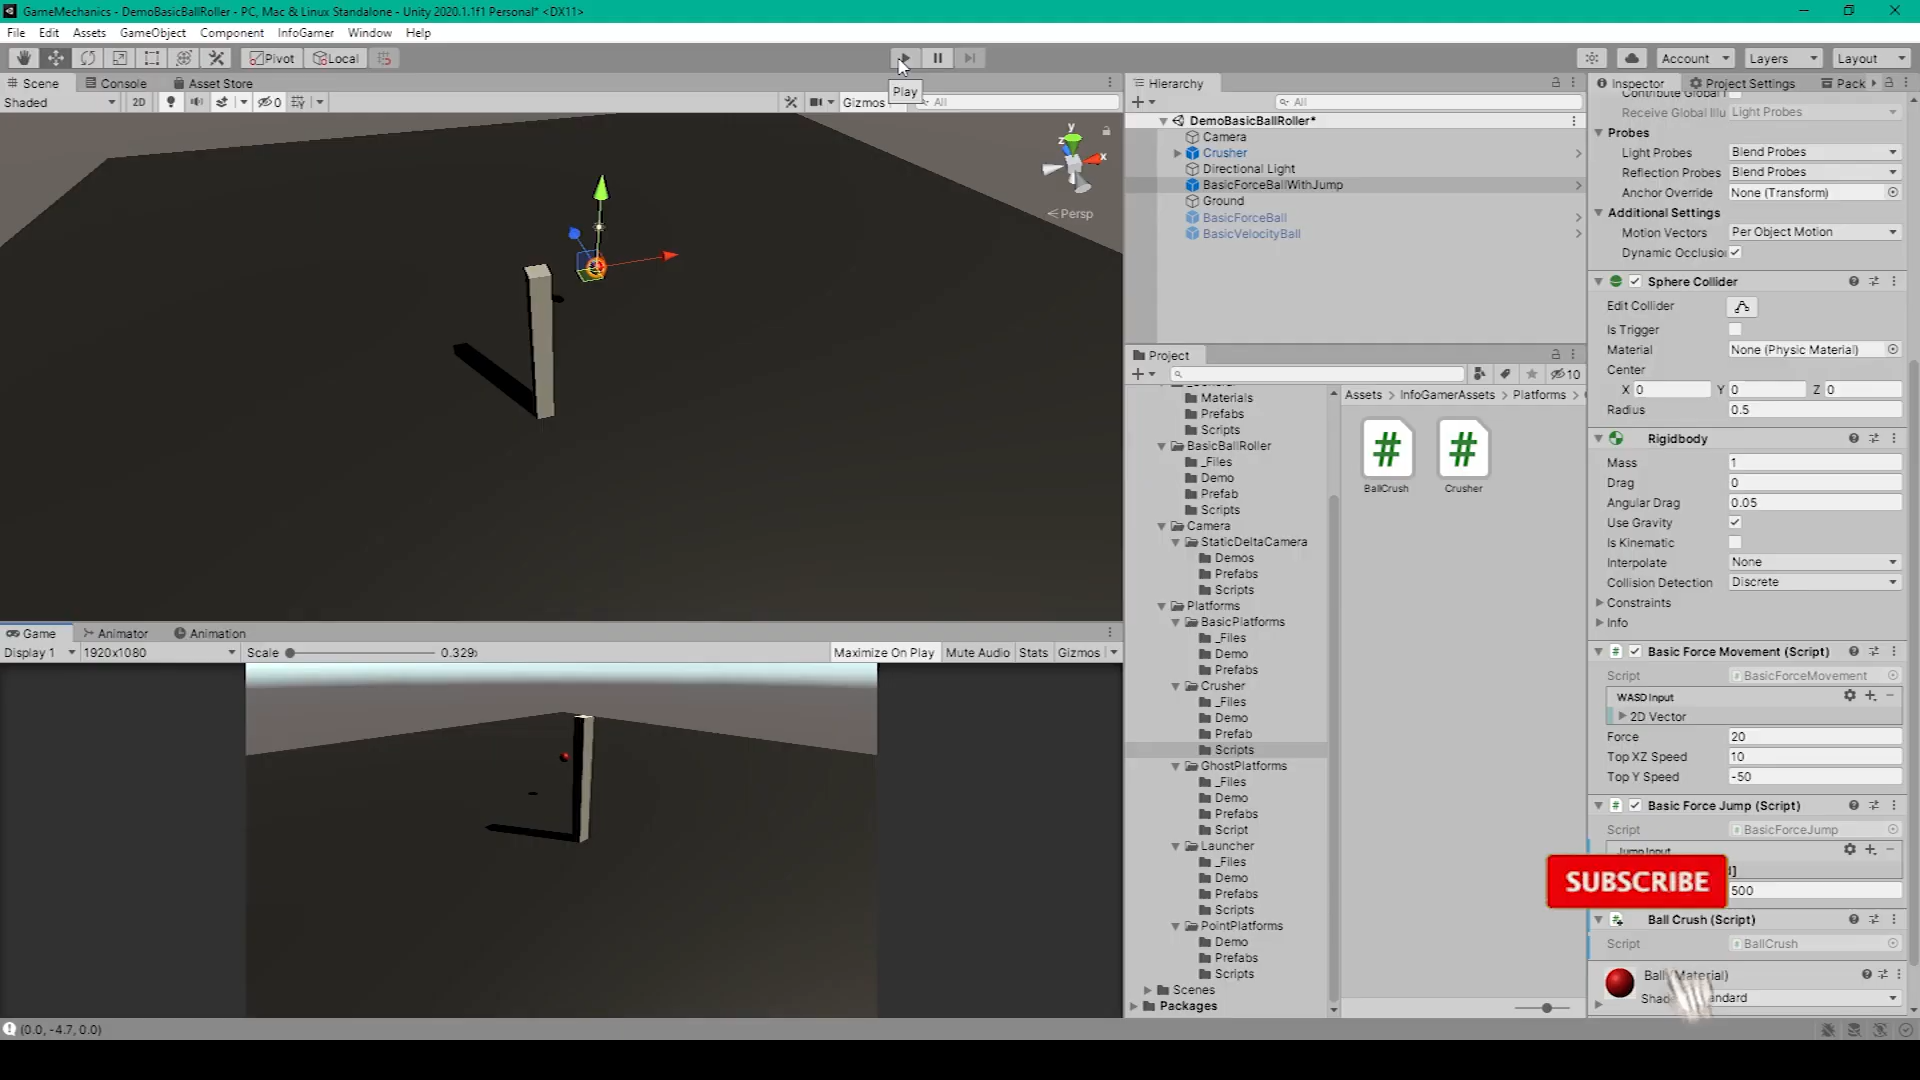 GameMechanics - DemoBasicBallRoller - PC, Mac & Linux Standalone - Unity 2020.1.1f1 Personal* <DX11>
File Edit Assets GameObject Component InfoGamer Window Help
Pivot Local Account Layers Layout
Scene Console Asset Store
Shaded 2D 0 Gizmos All
Play
y
z
x
Persp
Game Animator Animation
Display 1 1920x1080 Scale 0.329 Maximize On Play Mute Audio Stats Gizmos
(0.0, -4.7, 0.0)
Hierarchy
All
DemoBasicBallRoller*
Camera
Crusher
Directional Light
BasicForceBallWithJump
Ground
BasicForceBall
BasicVelocityBall
Project
10
Materials
Prefabs
Scripts
BasicBallRoller
_Files
Demo
Prefab
Scripts
Camera
StaticDeltaCamera
Demos
Prefabs
Scripts
Platforms
BasicPlatforms
_Files
Demo
Prefabs
Crusher
_Files
Demo
Prefab
Scripts
GhostPlatforms
_Files
Demo
Prefabs
Script
Launcher
_Files
Demo
Prefabs
Scripts
PointPlatforms
Demo
Prefabs
Scripts
Scenes
Packages
Assets > InfoGamerAssets > Platforms >
# #
BallCrush Crusher
Inspector Project Settings Pack
Receive Global Illu Light Probes
Probes
Light Probes Blend Probes
Reflection Probes Blend Probes
Anchor Override None (Transform)
Additional Settings
Motion Vectors Per Object Motion
Dynamic Occlusio
Sphere Collider
Edit Collider
Is Trigger
Material None (Physic Material)
Center
X 0 Y 0 Z 0
Radius 0.5
Rigidbody
Mass 1
Drag 0
Angular Drag 0.05
Use Gravity
Is Kinematic
Interpolate None
Collision Detection Discrete
Constraints
Info
Basic Force Movement (Script)
Script BasicForceMovement
WASD Input
2D Vector
Force 20
Top XZ Speed 10
Top Y Speed -50
Basic Force Jump (Script)
Script BasicForceJump
Jump Input
SUBSCRIBE
500
Ball Crush (Script)
Script BallCrush
Ball (Material)